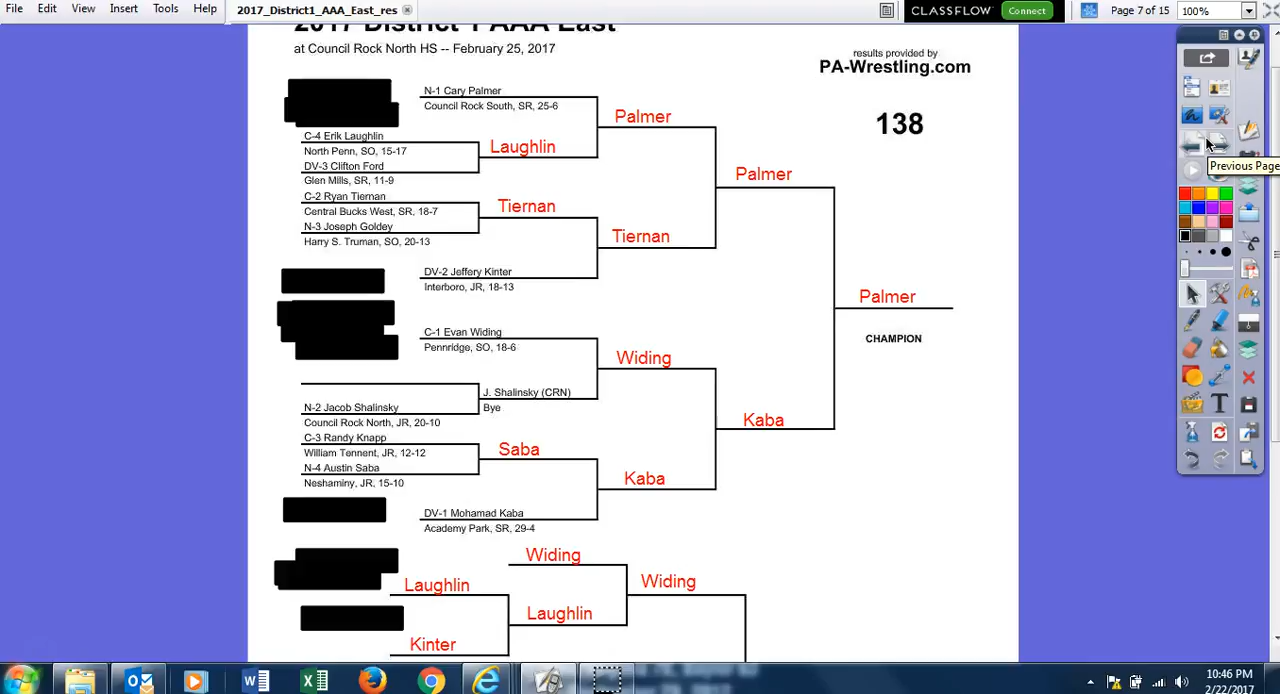 File Edit View Insert Tools Help
2017_District1_AAA_East_res
CLASSFLOW Connect
Page 7 of 15
100%
2017 District 1 AAA East
at Council Rock North HS -- February 25, 2017
results provided by
PA-Wrestling.com
138
Previous Page
N-1 Cary Palmer
Council Rock South, SR, 25-6
Palmer
C-4 Erik Laughlin
North Penn, SO, 15-17
Laughlin
DV-3 Clifton Ford
Glen Mills, SR, 11-9
Palmer
C-2 Ryan Tiernan
Central Bucks West, SR, 18-7
Tiernan
N-3 Joseph Goldey
Harry S. Truman, SO, 20-13
Tiernan
DV-2 Jeffery Kinter
Interboro, JR, 18-13
Palmer
CHAMPION
C-1 Evan Widing
Pennridge, SO, 18-6
Widing
J. Shalinsky (CRN)
Bye
N-2 Jacob Shalinsky
Council Rock North, JR, 20-10
Kaba
C-3 Randy Knapp
William Tennent, JR, 12-12
Saba
N-4 Austin Saba
Neshaminy, JR, 15-10
Kaba
DV-1 Mohamad Kaba
Academy Park, SR, 29-4
Widing
Widing
Laughlin
Laughlin
Kinter
10:46 PM
2/22/2017